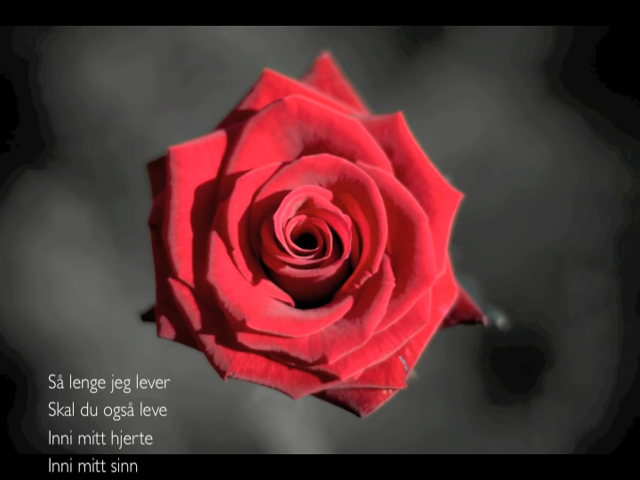 Så lenge jeg lever
Skal du også leve
Inni mitt hjerte
Inni mitt sinn